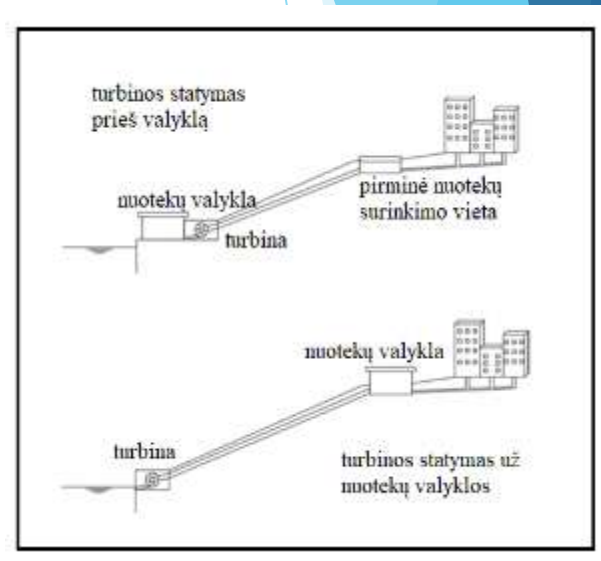 turbinos statymas
prieš valyklą
nuotekų valykla
pirminė nuotekų
surinkimo vieta
turbina
nuotekų valykla
turbina
turbinos statymas už
nuotekų valyklos